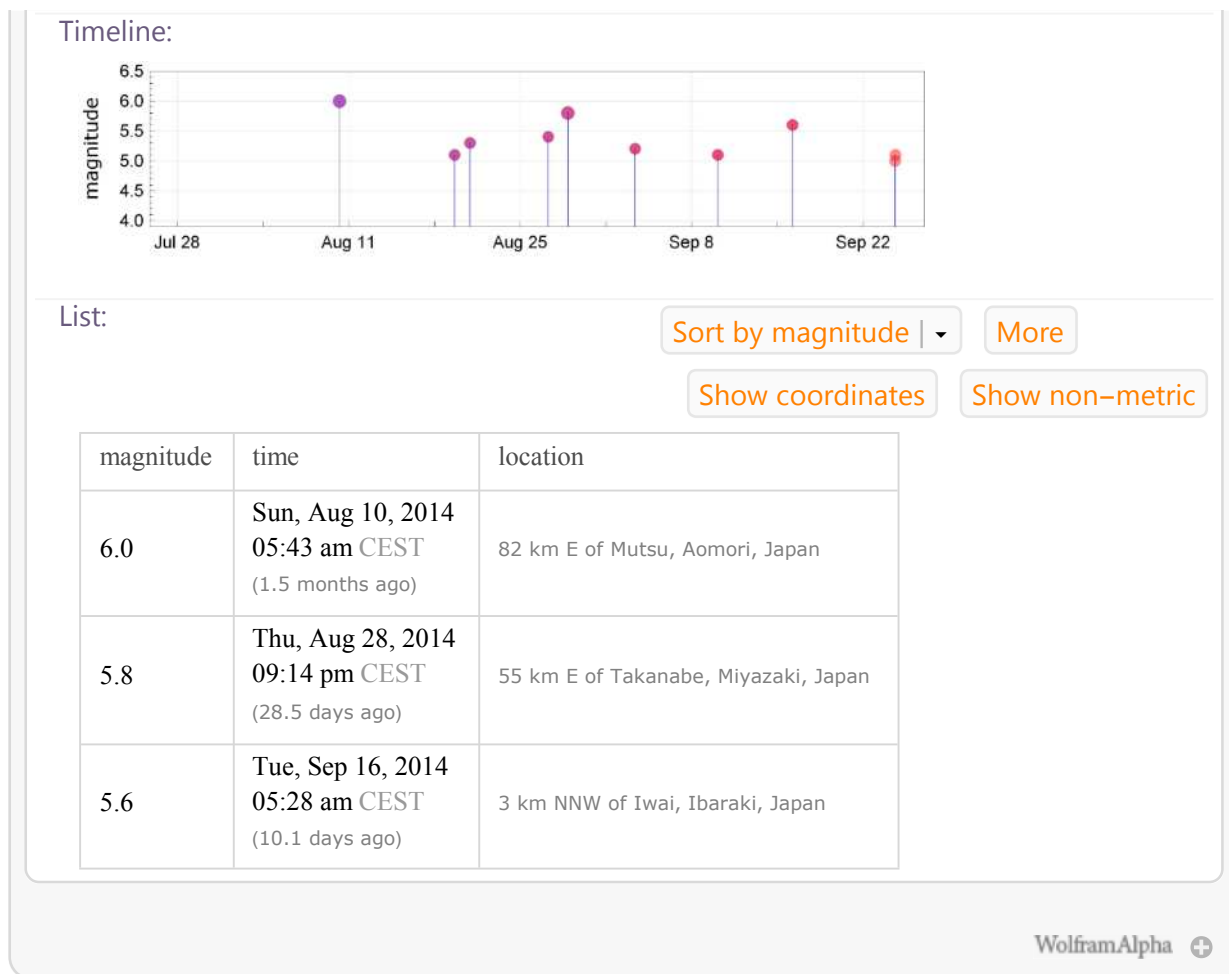 Timeline:
6.5
6.0
5.5
5.0
4.5
4.0
magnitude
Jul 28 Aug 11 Aug 25 Sep 8 Sep 22
List:
Sort by magnitude | More
Show coordinates Show non–metric
magnitude time location
6.0
Sun, Aug 10, 2014
05:43 am CEST
(1.5 months ago)
82 km E of Mutsu, Aomori, Japan
5.8
Thu, Aug 28, 2014
09:14 pm CEST
(28.5 days ago)
55 km E of Takanabe, Miyazaki, Japan
5.6
Tue, Sep 16, 2014
05:28 am CEST
(10.1 days ago)
3 km NNW of Iwai, Ibaraki, Japan
WolframAlpha